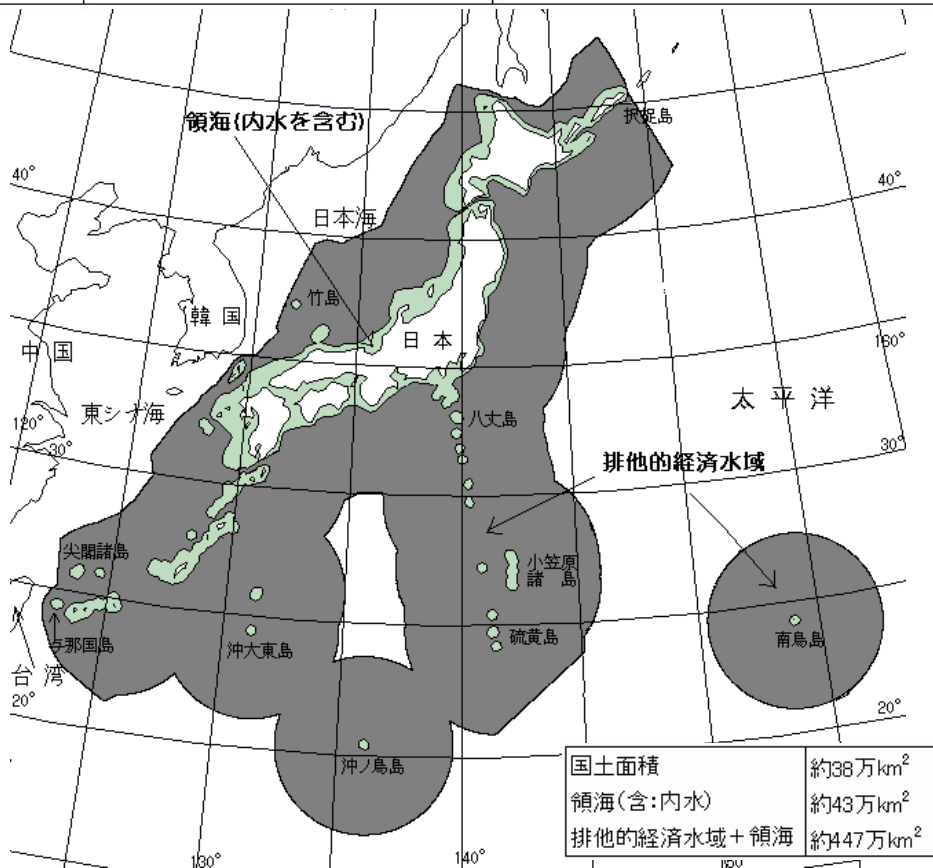 択捉島
領海(内水を含む)
40°
40°
日本海
竹島
韓国
日本
160°
中国
太平洋
東シナ海
八丈島
120°
30°
30°
排他的経済水域
尖閣諸島
小笠原
諸島
与那国島
沖大東島
硫黄島
南鳥島
台湾
20°
20°
沖ノ鳥島
国土面積 約38万km²
領海(含:内水) 約43万km²
排他的経済水域+領海 約447万km²
130°
140°